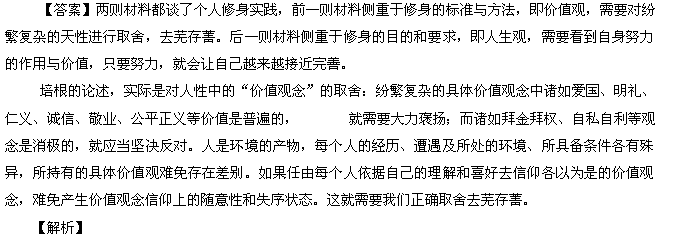 【答案】两则材料都谈了个人修身实践，前一则材料侧重于修身的标准与方法，即价值观，需要对纷
繁复杂的天性进行取舍，去芜存菁。后一则材料侧重于修身的目的和要求，即人生观，需要看到自身努力
的作用与价值，只要努力，就会让自己越来越接近完善。
培根的论述，实际是对人性中的“价值观念”的取舍：纷繁复杂的具体价值观念中诸如爱国、明礼、
仁义、诚信、敬业、公平正义等价值是普遍的，　　　就需要大力褒扬；而诸如拜金拜权、自私自利等观
念是消极的，就应当坚决反对。人是环境的产物，每个人的经历、遭遇及所处的环境、所具备条件各有殊
异，所持有的具体价值观难免存在差别。如果任由每个人依据自己的理解和喜好去信仰各以为是的价值观
念，难免产生价值观念信仰上的随意性和失序状态。这就需要我们正确取舍去芜存菁。
【解析】